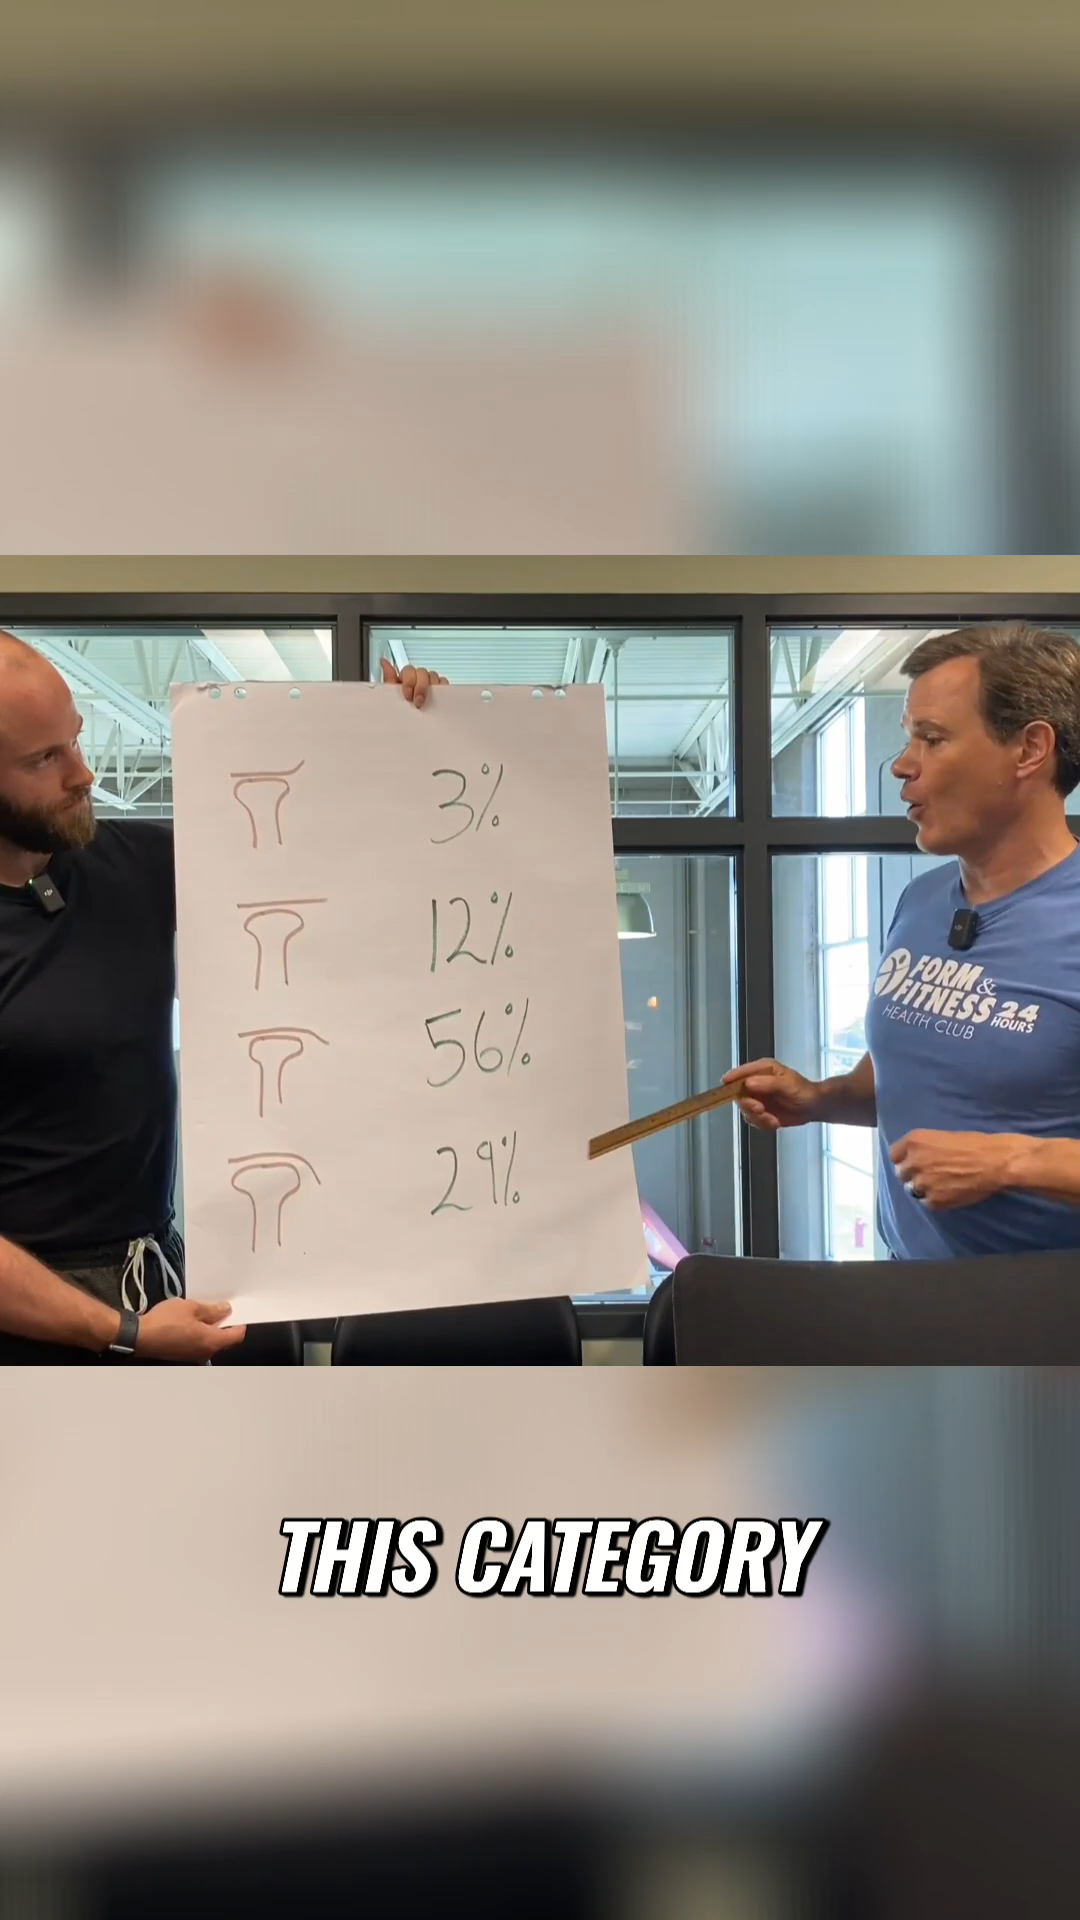 3%
12%
56%
29%
FORM &
FITNESS 24
HOURS
HEALTH CLUB
THIS CATEGORY